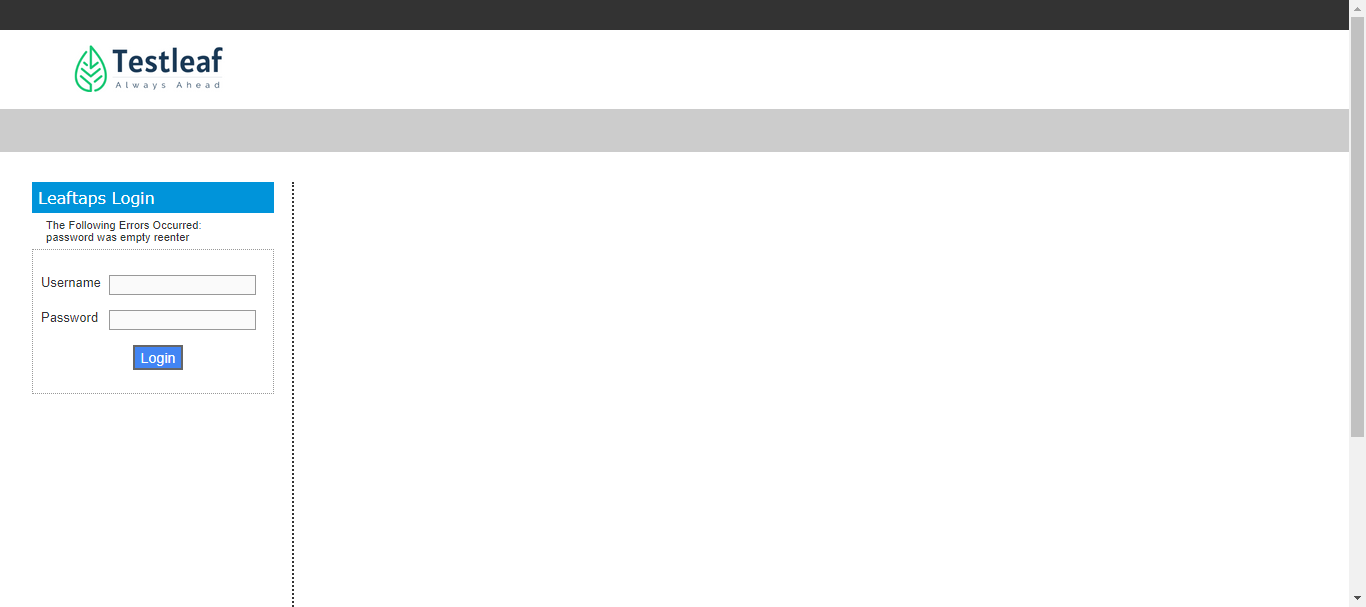 Testleaf
Always Ahead
Leaftaps Login
The Following Errors Occurred:
password was empty reenter
Username
Password
Login